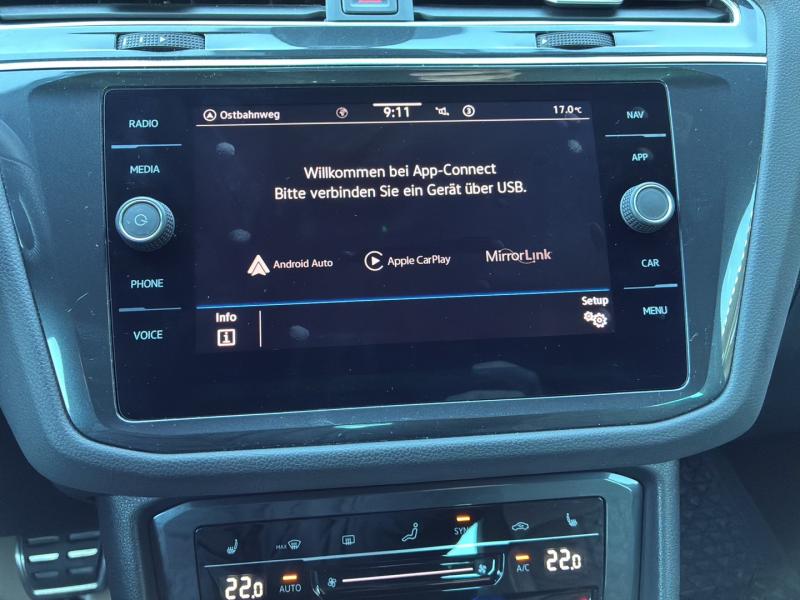 Ostbahnweg 9:11 3 17.0°C
RADIO
MEDIA
PHONE
VOICE
Willkommen bei App-Connect
Bitte verbinden Sie ein Gerät über USB.
Android Auto Apple CarPlay MirrorLink
Info Setup
NAV
APP
CAR
MENU
MAX SYNC
22.0 AUTO A/C 22.0